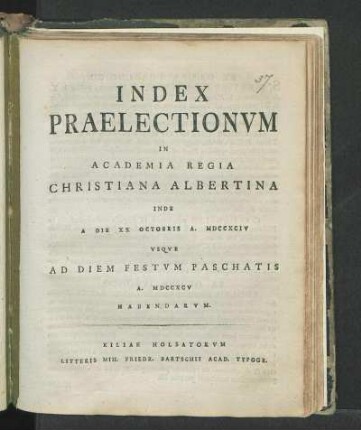 37.
INDEX
PRAELECTIONVM
IN
ACADEMIA REGIA
CHRISTIANA ALBERTINA
INDE
A DIE XX OCTOBRIS A. MDCCXCIV
VSQVE
AD DIEM FESTVM PASCHATIS
A. MDCCXCV
HABENDARVM.
KILIAE HOLSATORVM
LITTERIS MICH. FRIEDR. BARTSCHII ACAD. TYPOGR.